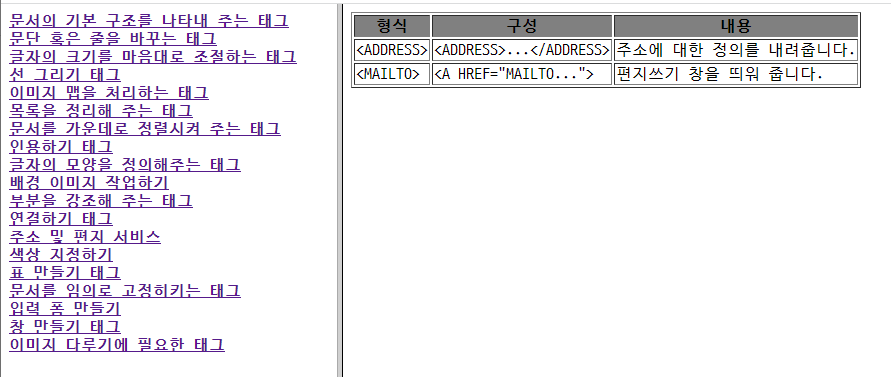 문서의 기본 구조를 나타내 주는 태그
문단 혹은 줄을 바꾸는 태그
글자의 크기를 마음대로 조절하는 태그
선 그리기 태그
이미지 맵을 처리하는 태그
목록을 정리해 주는 태그
문서를 가운데로 정렬시켜 주는 태그
인용하기 태그
글자의 모양을 정의해주는 태그
배경 이미지 작업하기
부분을 강조해 주는 태그
연결하기 태그
주소 및 편지 서비스
색상 지정하기
표 만들기 태그
문서를 임의로 고정히키는 태그
입력 폼 만들기
창 만들기 태그
이미지 다루기에 필요한 태그
형식 구성 내용
<ADDRESS> <ADDRESS>...</ADDRESS> 주소에 대한 정의를 내려줍니다.
<MAILTO> <A HREF="MAILTO..."> 편지쓰기 창을 띄워 줍니다.